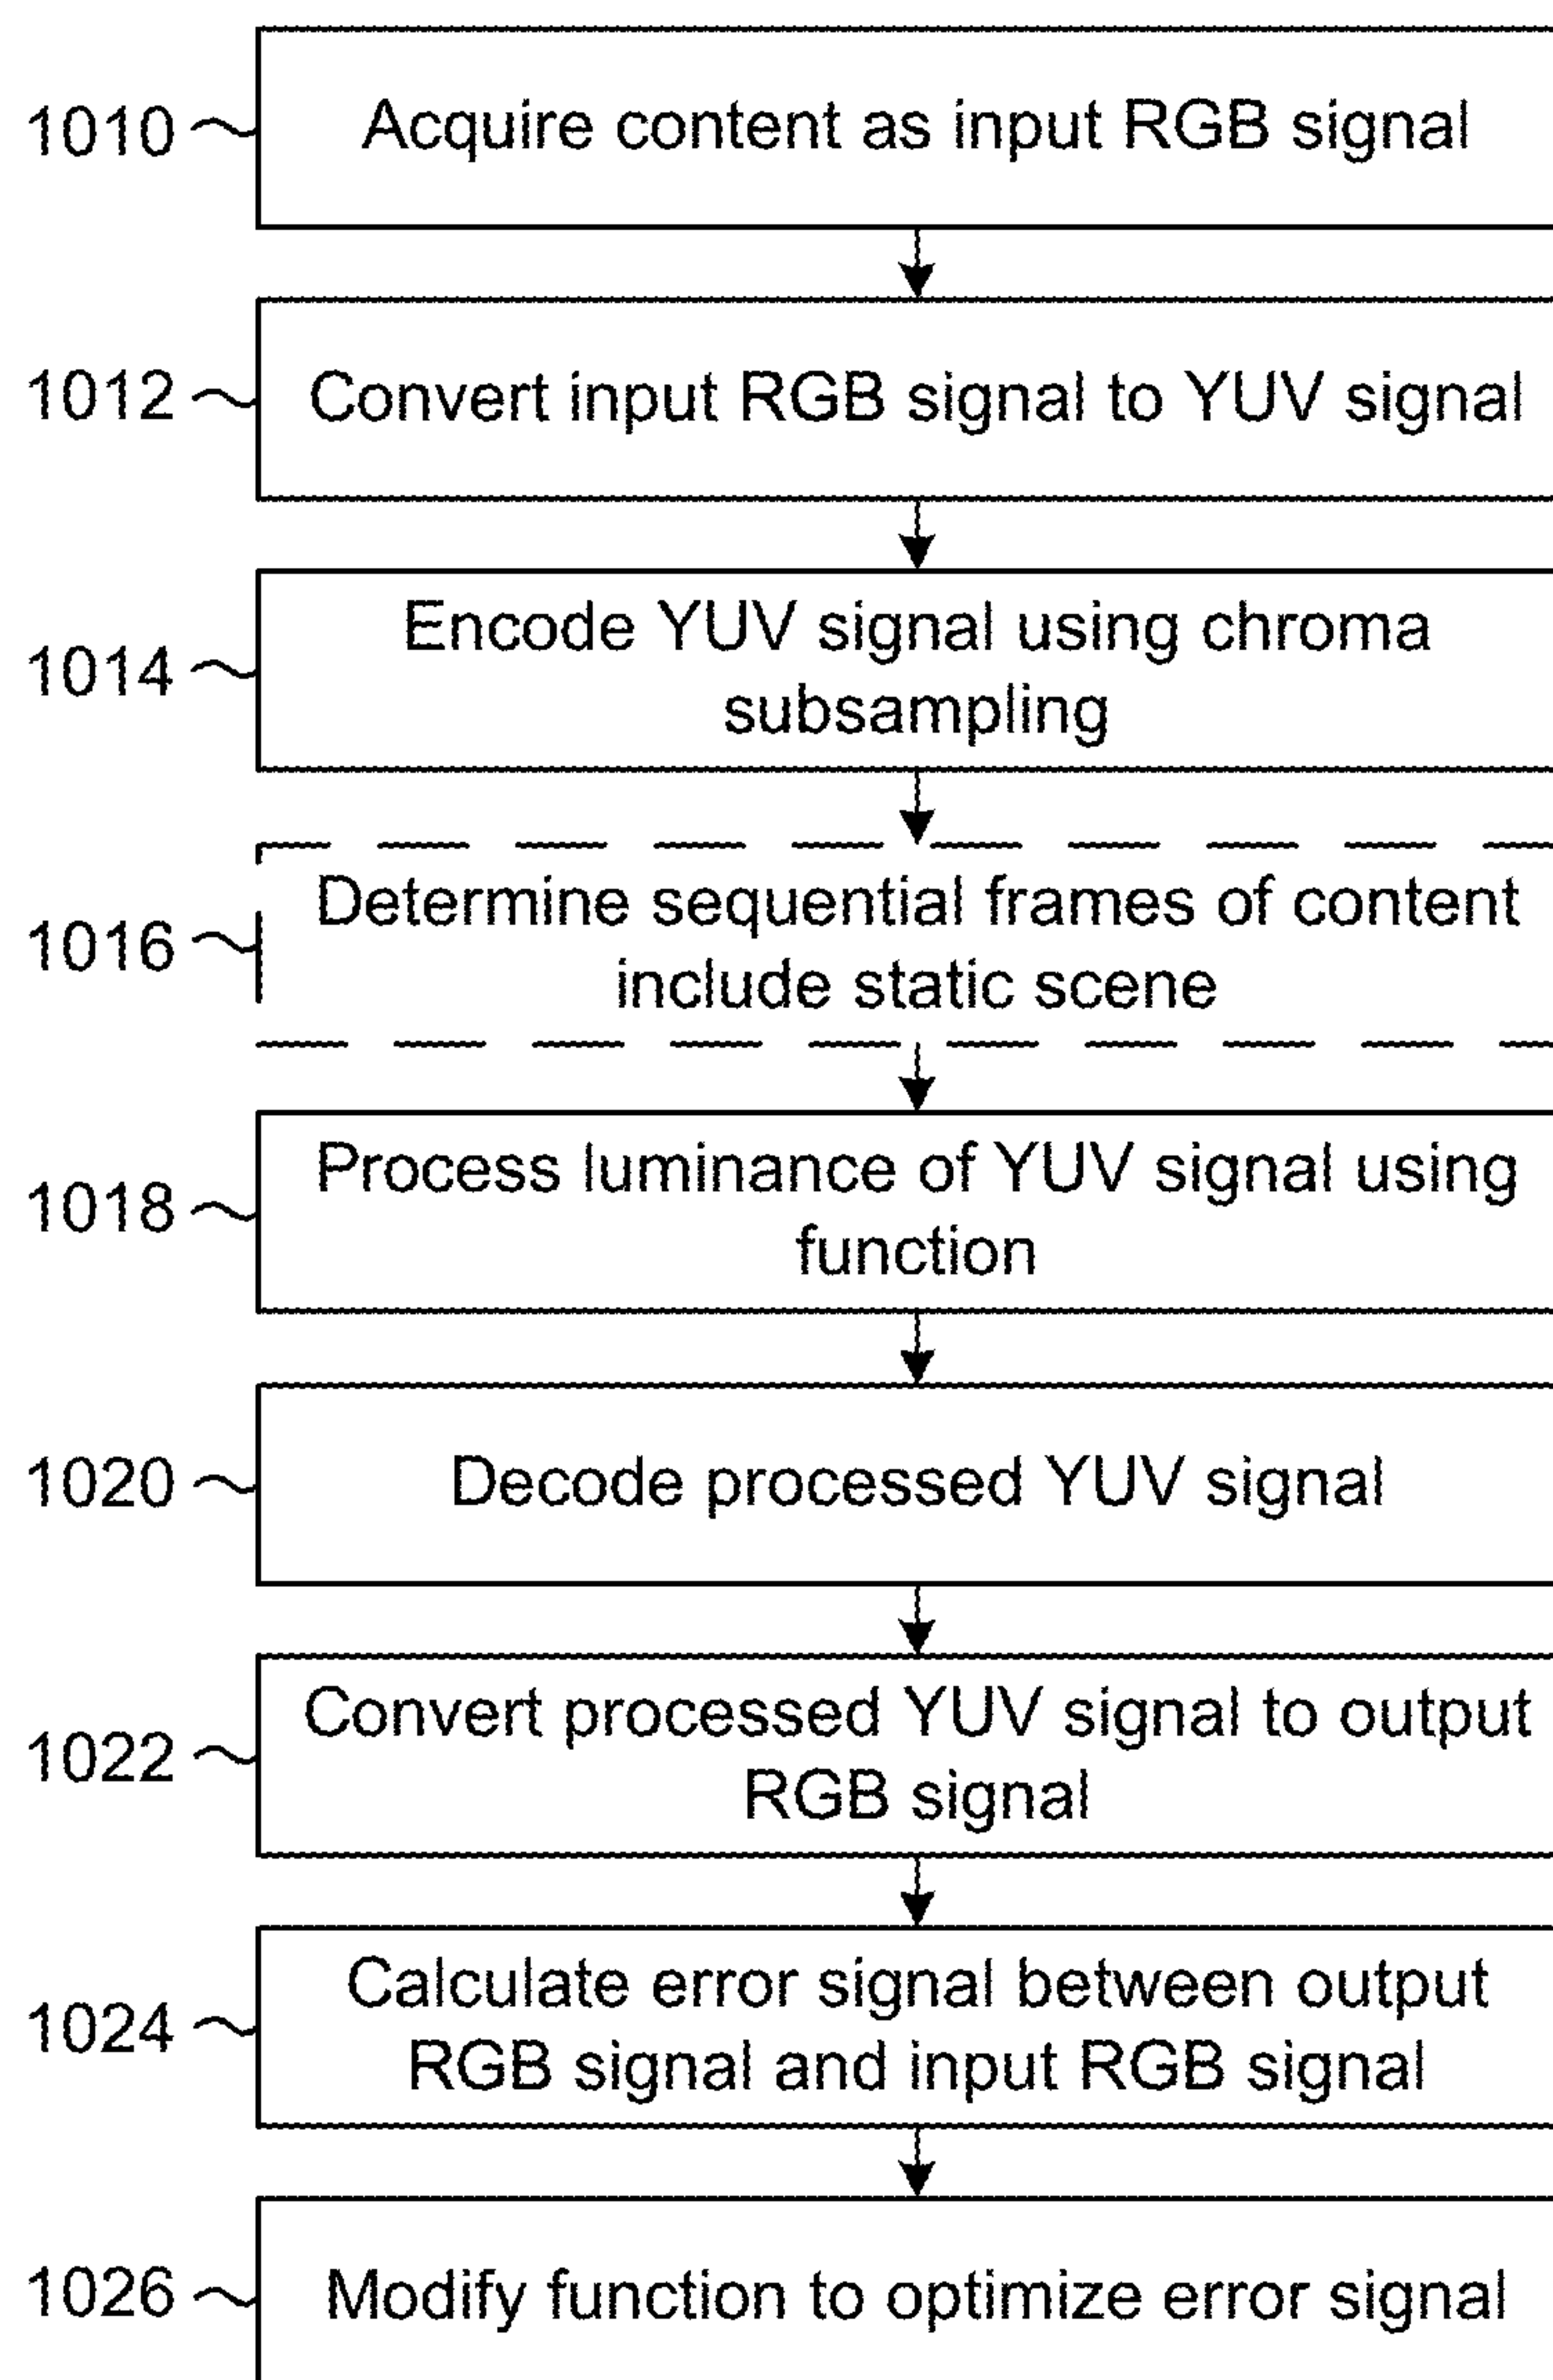 1010 Acquire content as input RGB signal
1012 Convert input RGB signal to YUV signal
1014 Encode YUV signal using chroma
subsampling
1016 Determine sequential frames of content
include static scene
1018 Process luminance of YUV signal using
function
1020 Decode processed YUV signal
1022 Convert processed YUV signal to output
RGB signal
1024 Calculate error signal between output
RGB signal and input RGB signal
1026 Modify function to optimize error signal